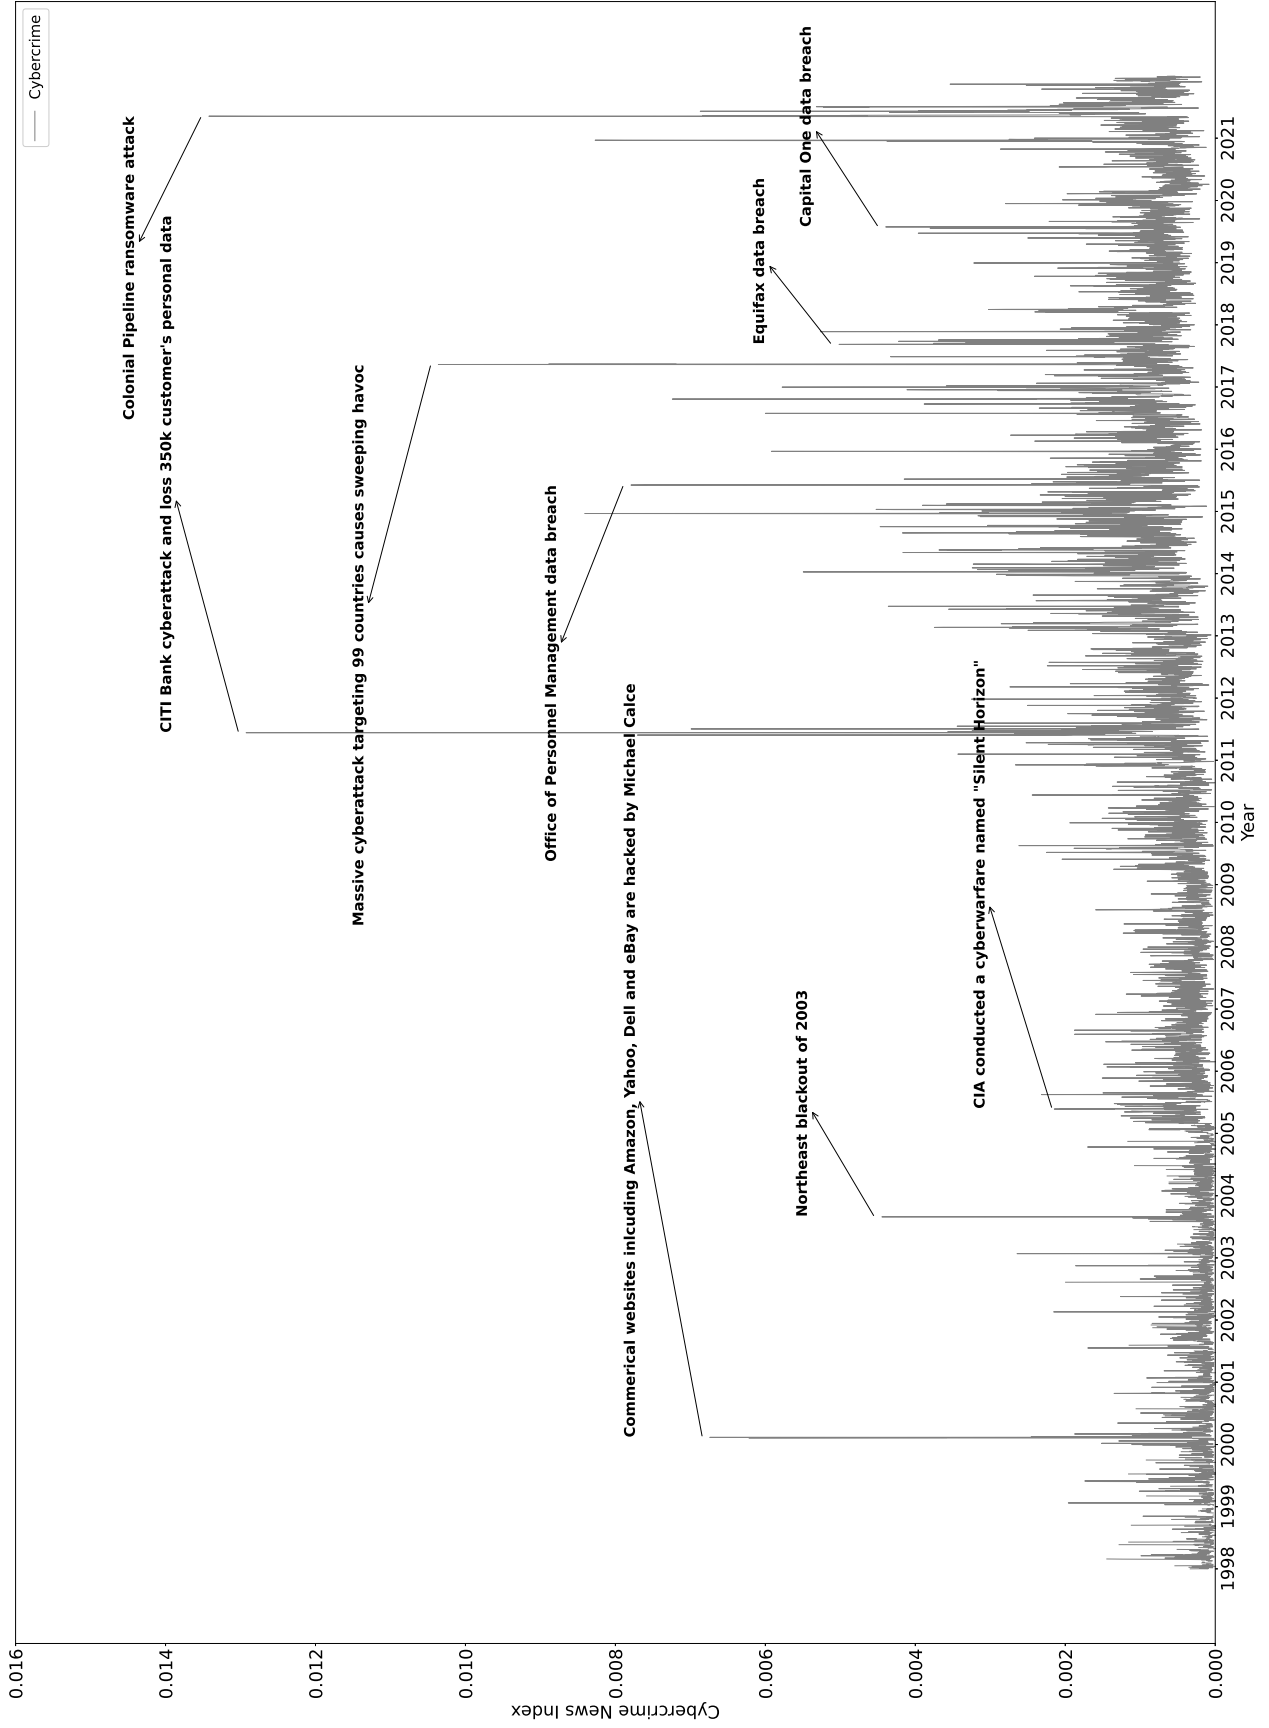 Cybercrime
Colonial Pipeline ransomware attack
CITI Bank cyberattack and loss 350k customer's personal data
Massive cyberattack targeting 99 countries causes sweeping havoc
Office of Personnel Management data breach
Commerical websites inlcuding Amazon, Yahoo, Dell and eBay are hacked by Michael Calce
Equifax data breach
Capital One data breach
Northeast blackout of 2003
CIA conducted a cyberwarfare named "Silent Horizon"
Cybercrime News Index
0.016
0.014
0.012
0.010
0.008
0.006
0.004
0.002
0.000
1998
1999
2000
2001
2002
2003
2004
2005
2006
2007
2008
2009
2010
2011
2012
2013
2014
2015
2016
2017
2018
2019
2020
2021
Year